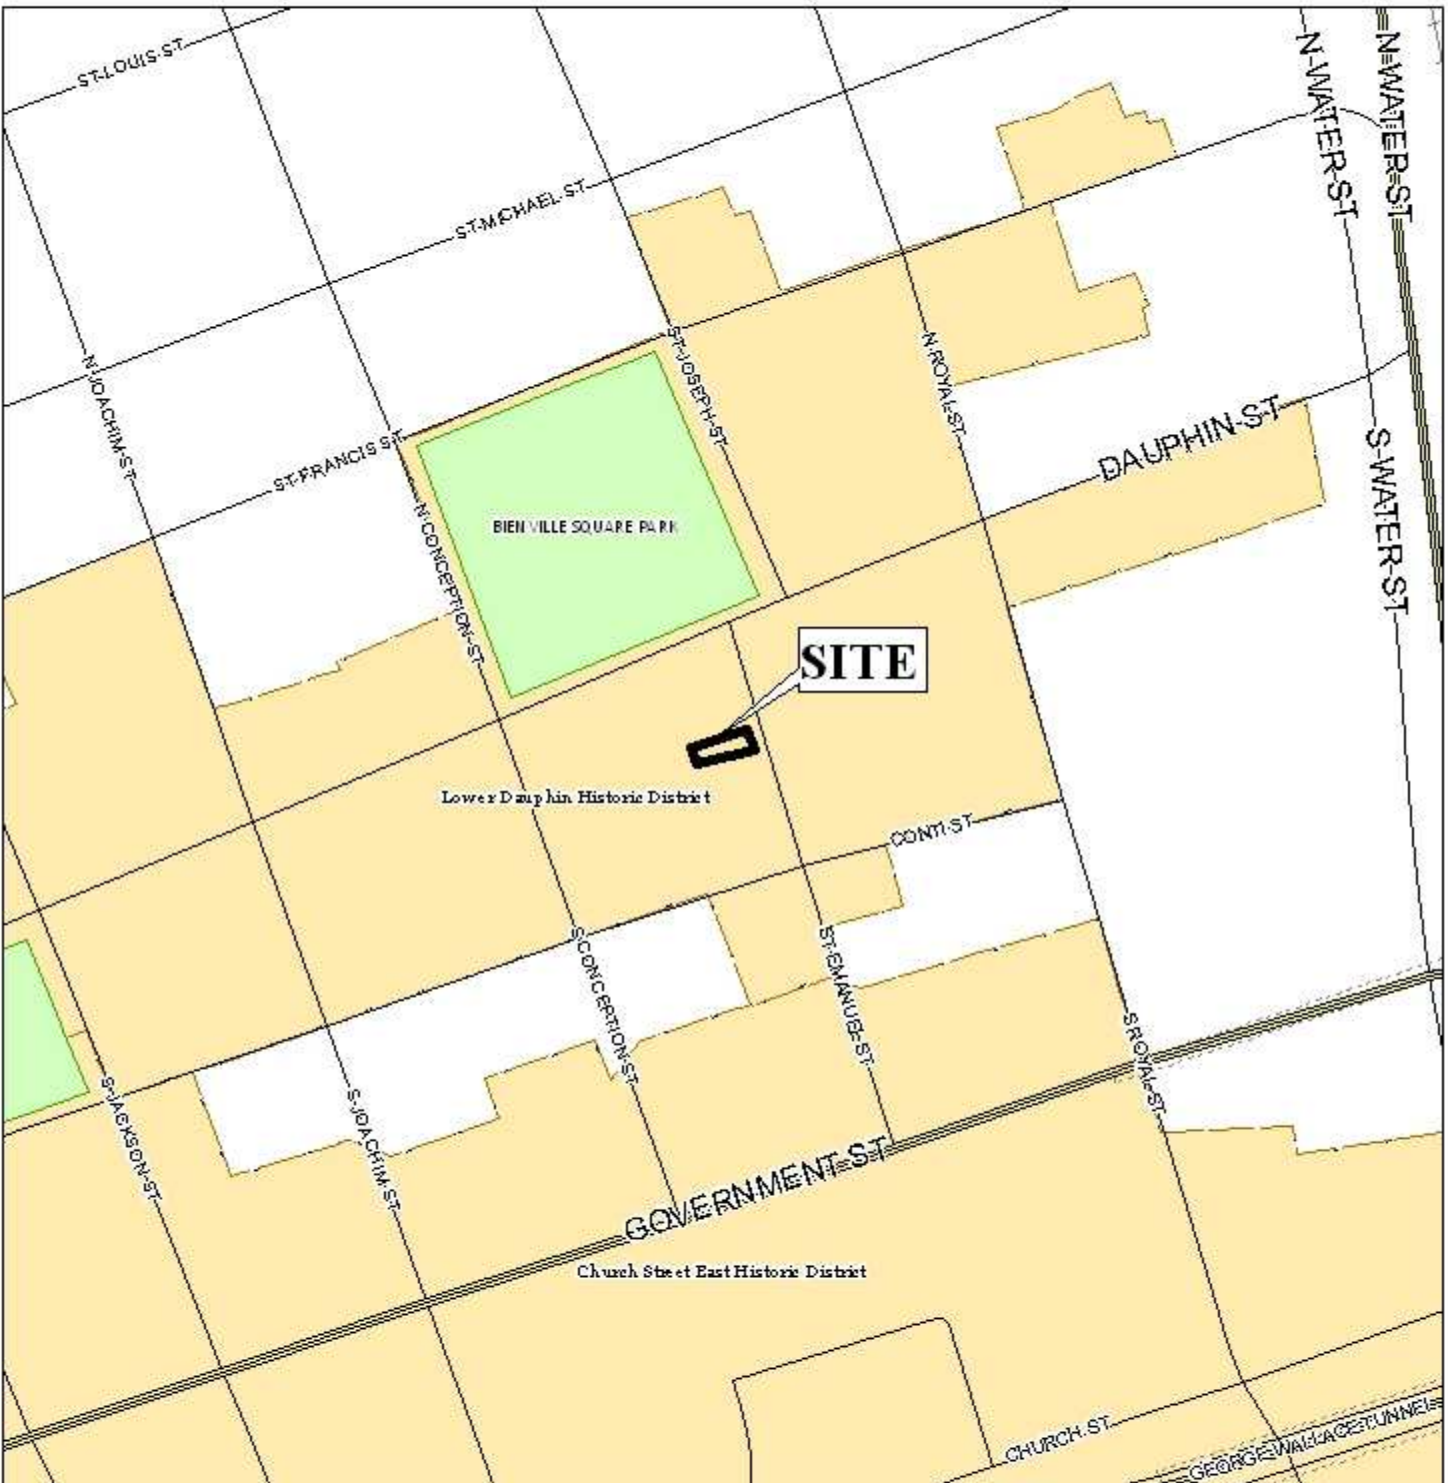 ST LOUIS ST
N WATER ST
N WATER ST
ST MICHAEL ST
N JOACHIM ST
ST JOSEPH ST
N ROYAL ST
ST FRANCIS ST
DAUPHIN ST
N CONCEPTION ST
BIENVILLE SQUARE PARK
S WATER ST
SITE
Lower Dauphin Historic District
CONTI ST
S CONCEPTION ST
ST EMANUEL ST
S ROYAL ST
S JACKSON ST
S JOACHIM ST
GOVERNMENT ST
Church Street East Historic District
CHURCH ST
GEORGE WALLACE TUNNEL